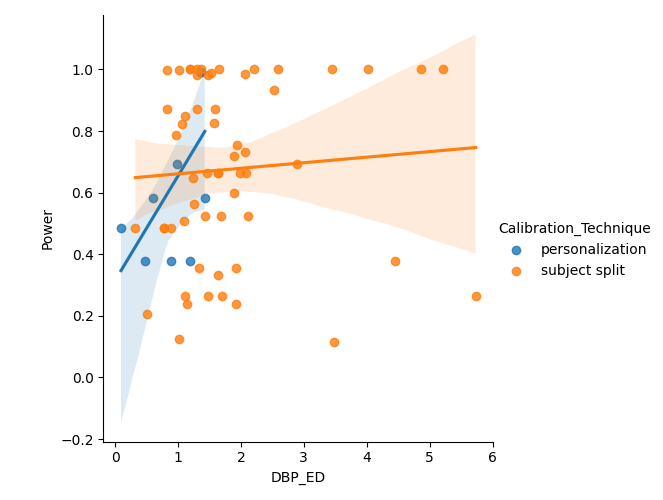 1.0
0.8
0.6
0.4
0.2
0.0
−0.2
Power
0 1 2 3 4 5 6
DBP_ED
Calibration_Technique
personalization
subject split